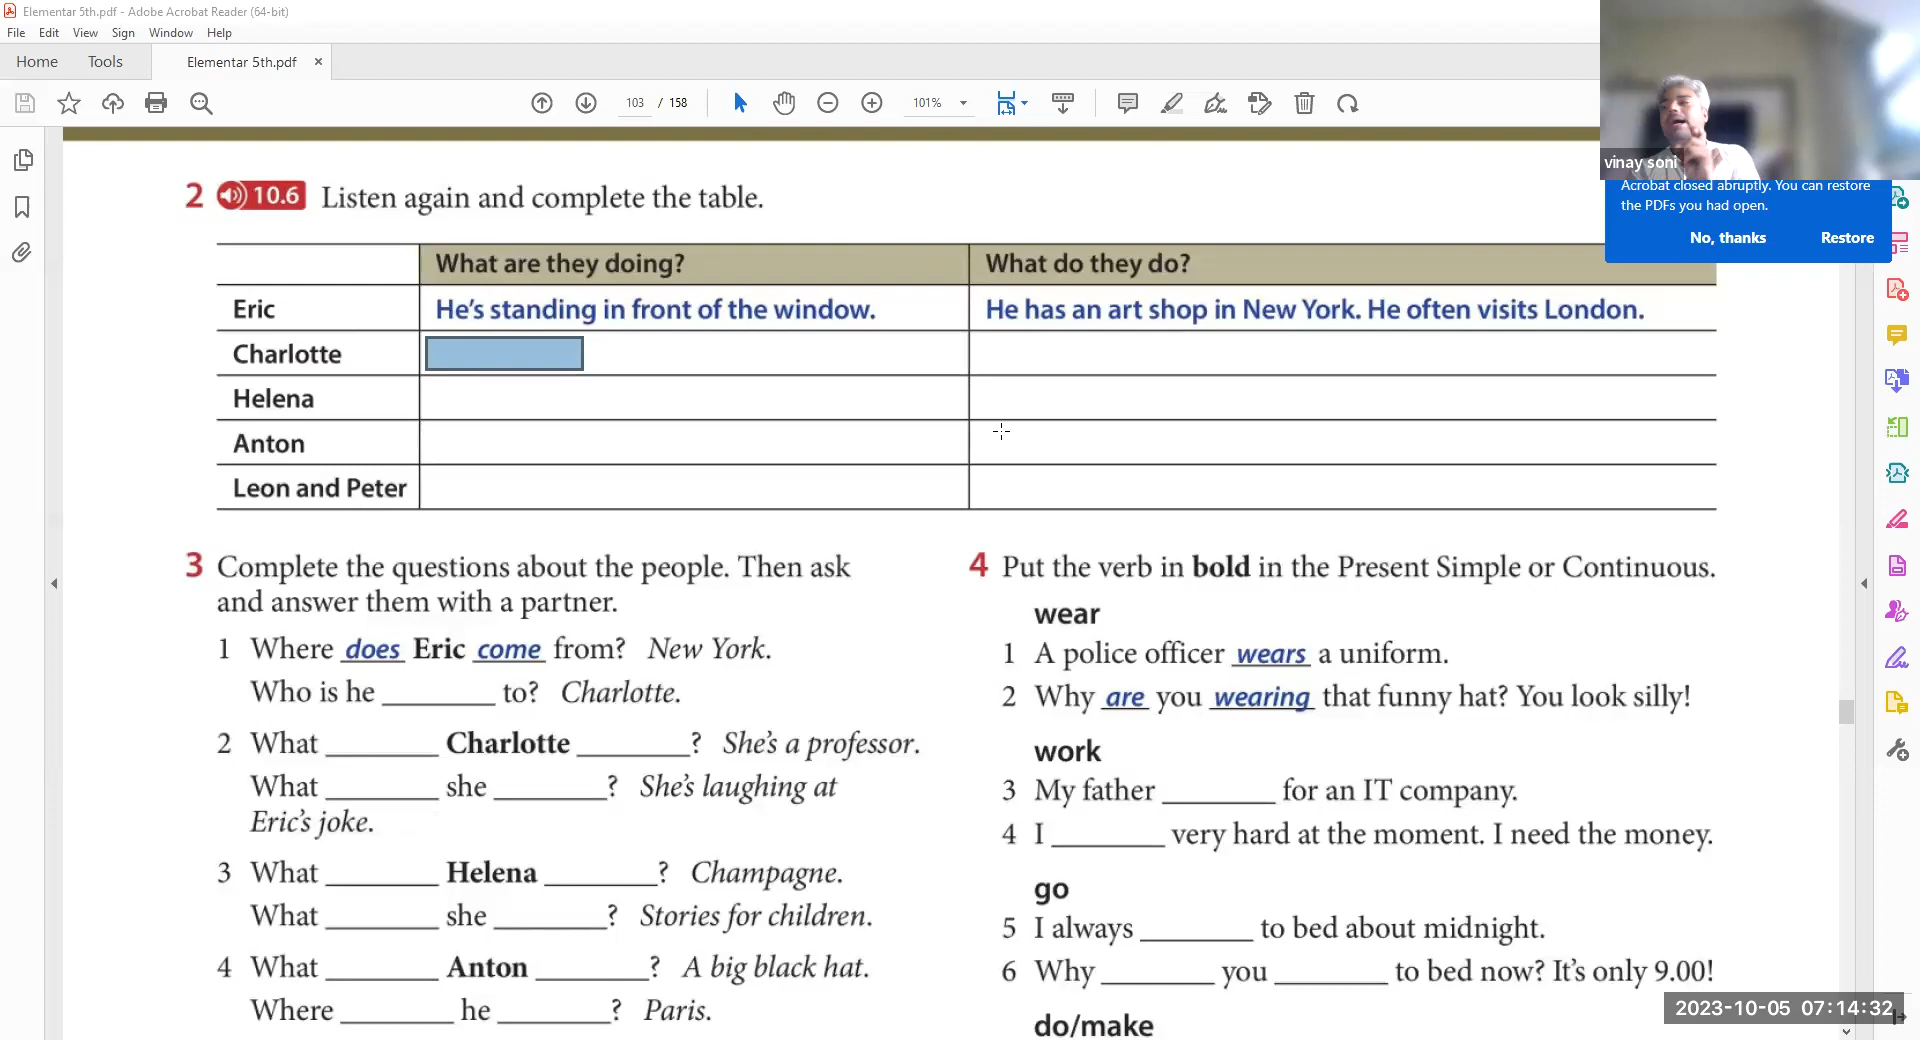 Elementar 5th.pdf - Adobe Acrobat Reader (64-bit)
File Edit View Sign Window Help
Home Tools Elementar 5th.pdf ×
103 / 158 101%
vinay soni
Acrobat closed abruptly. You can restore
the PDFs you had open.
No, thanks Restore
2 10.6 Listen again and complete the table.
What are they doing? What do they do?
Eric He's standing in front of the window. He has an art shop in New York. He often visits London.
Charlotte
Helena
Anton
Leon and Peter
3 Complete the questions about the people. Then ask
and answer them with a partner.
1 Where does Eric come from? New York.
Who is he ________ to? Charlotte.
2 What ________ Charlotte ________? She's a professor.
What ________ she ________? She's laughing at
Eric's joke.
3 What ________ Helena ________? Champagne.
What ________ she ________? Stories for children.
4 What ________ Anton ________? A big black hat.
Where ________ he ________? Paris.
4 Put the verb in bold in the Present Simple or Continuous.
wear
1 A police officer wears a uniform.
2 Why are you wearing that funny hat? You look silly!
work
3 My father ________ for an IT company.
4 I ________ very hard at the moment. I need the money.
go
5 I always ________ to bed about midnight.
6 Why ________ you ________ to bed now? It's only 9.00!
do/make
2023-10-05 07:14:32